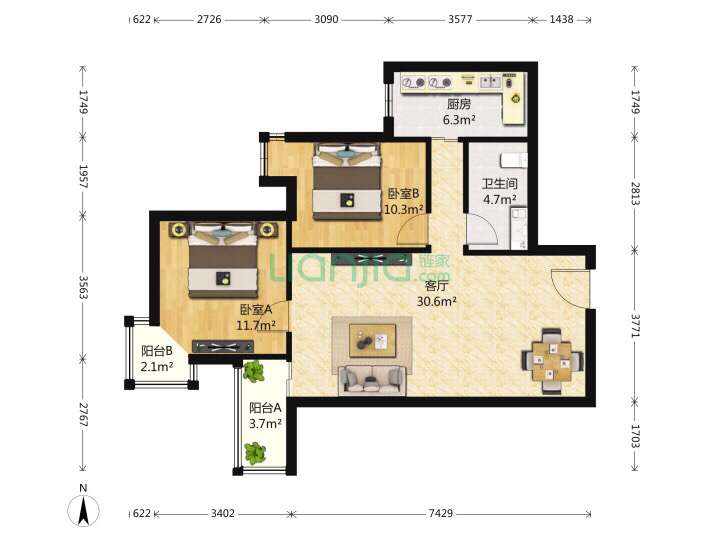 622 2726 3090 3577 1438
1749
1957
3563
2767
1749
2813
3771
1703
厨房
6.3m²
卫生间
4.7m²
卧室B
10.3m²
lianjia.com 链家
客厅
30.6m²
卧室A
11.7m²
阳台B
2.1m²
阳台A
3.7m²
N
622 3402 7429